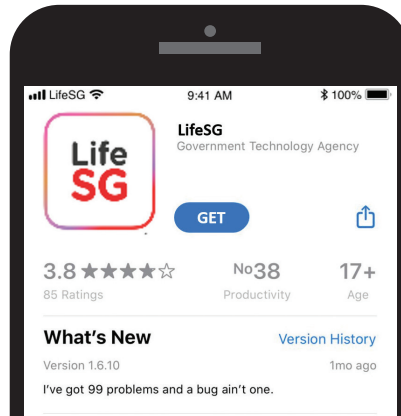 LifeSG 9:41 AM 100%
Life
SG
LifeSG
Government Technology Agency
GET
3.8 No38 17+
85 Ratings Productivity Age
What's New Version History
Version 1.6.10 1mo ago
I've got 99 problems and a bug ain't one.